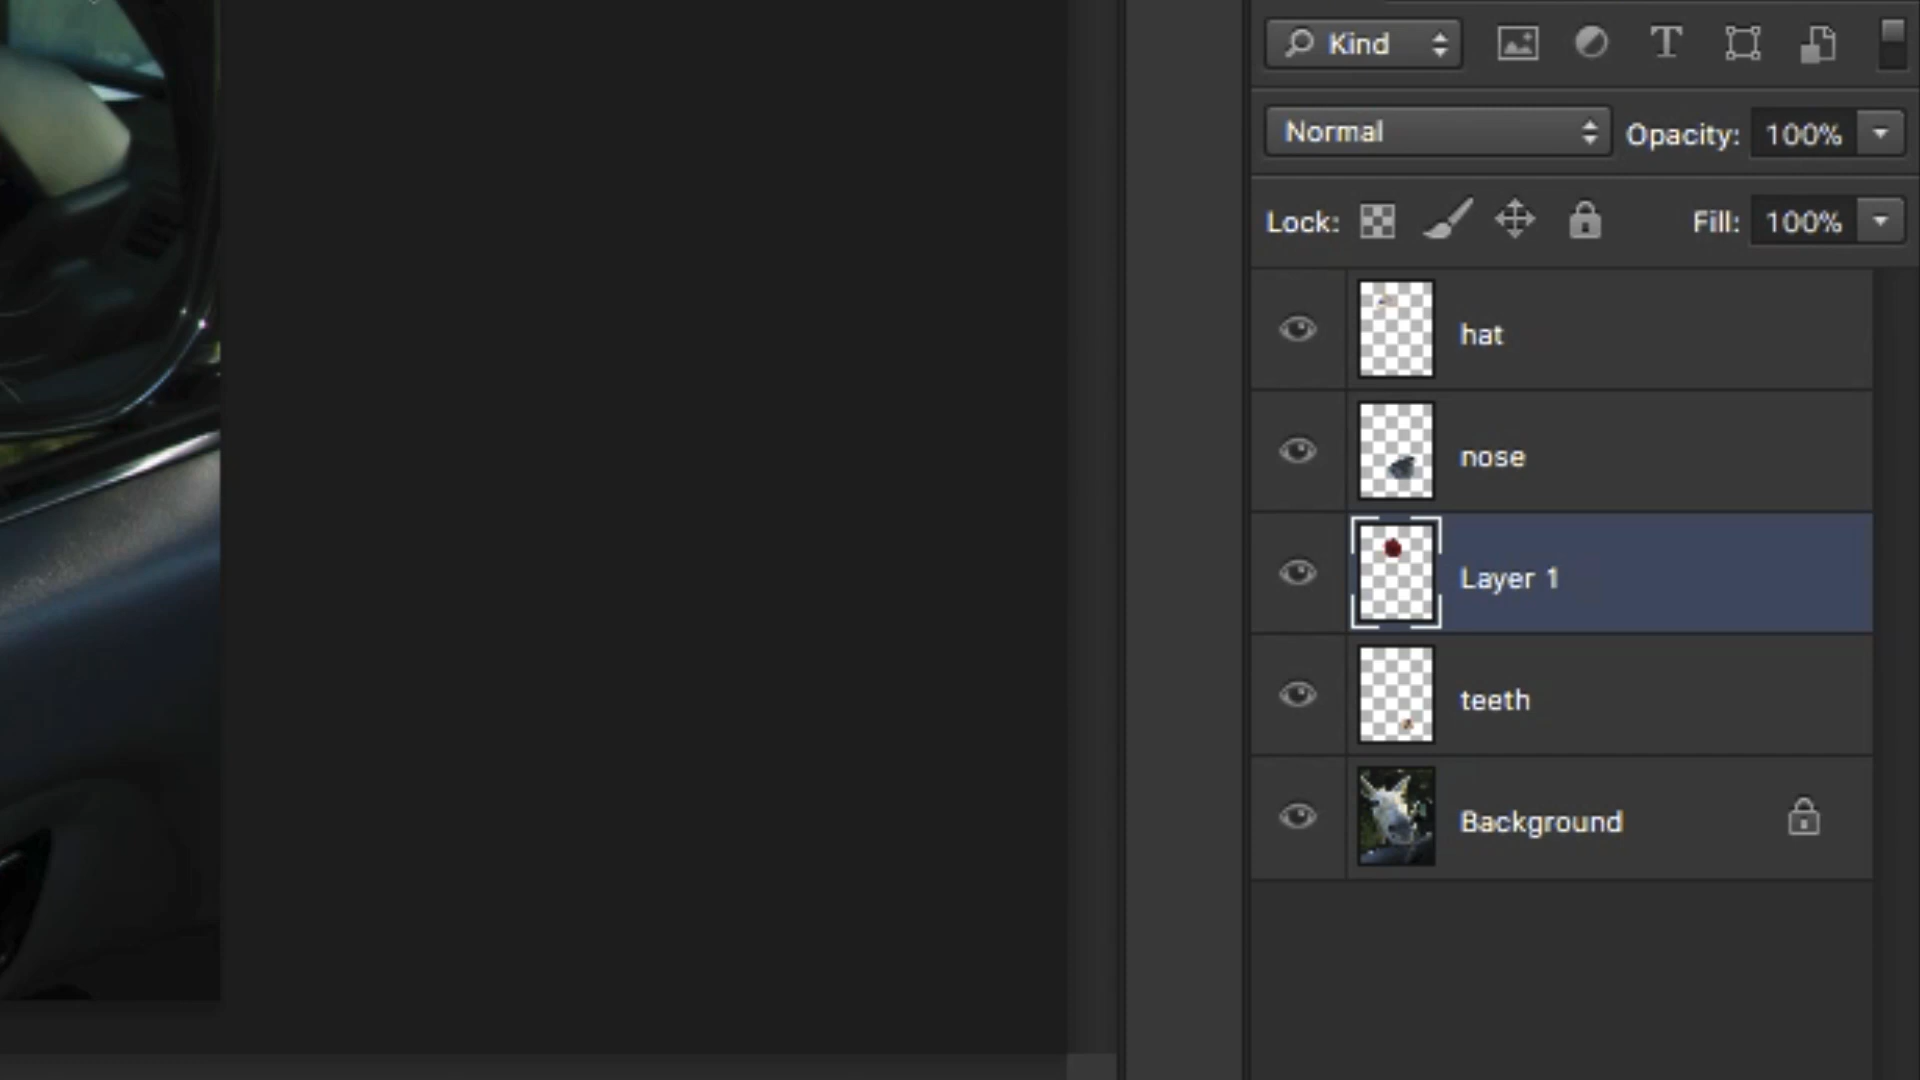 Kind
Normal
Opacity: 100%
Lock:
Fill: 100%
hat
nose
Layer 1
teeth
Background